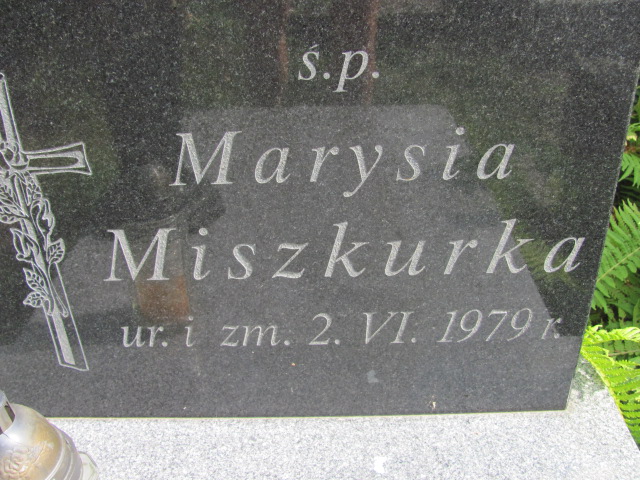 ś.p.
Marysia
Miszkurka
ur. i zm. 2. VI. 1979 r.